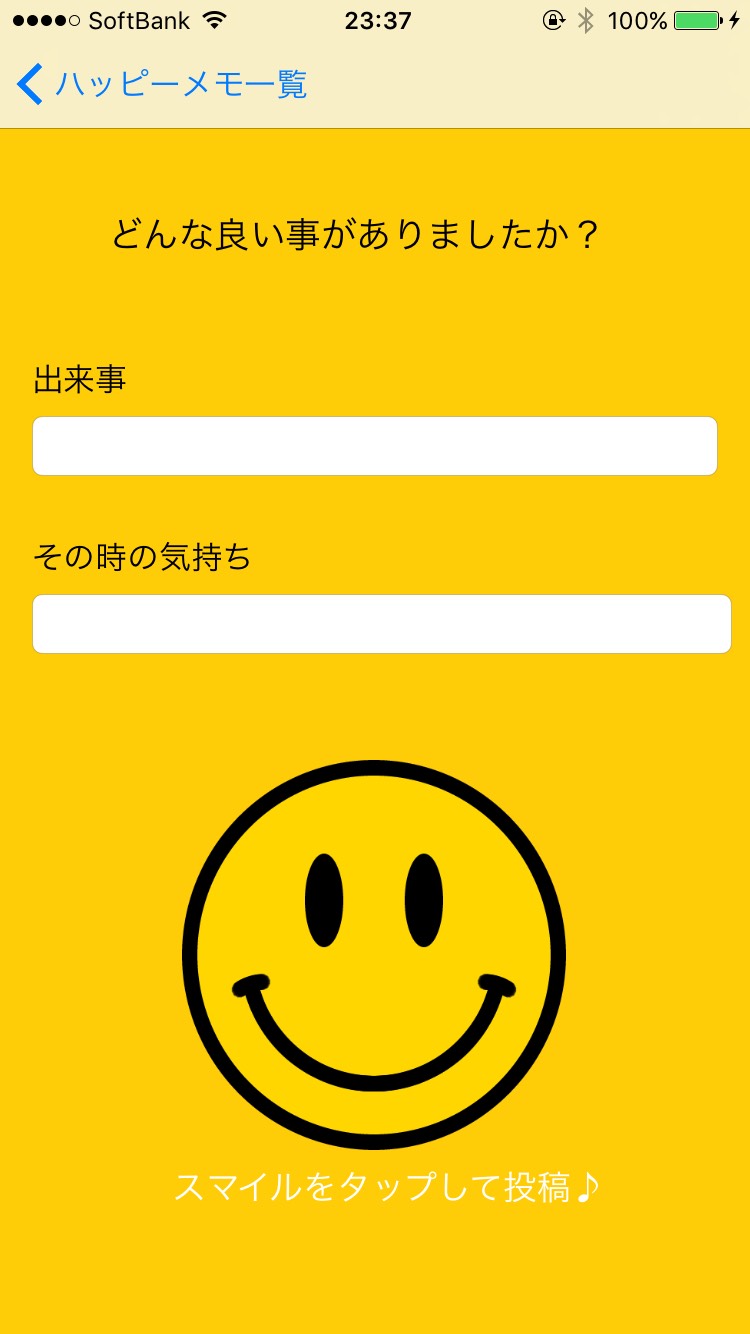 SoftBank 23:37 100%
ハッピーメモ一覧
どんな良い事がありましたか？
出来事
その時の気持ち
スマイルをタップして投稿♪